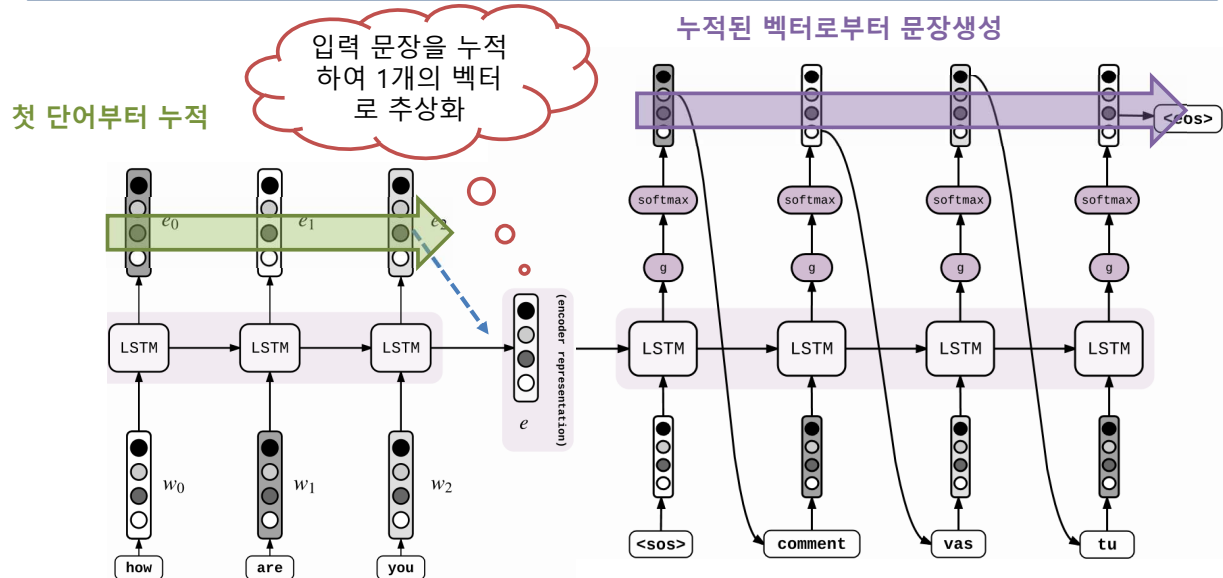 누적된 벡터로부터 문장생성
입력 문장을 누적
하여 1개의 벡터
로 추상화
첫 단어부터 누적
e0
e1
e2
LSTM
LSTM
LSTM
w0
w1
w2
how
are
you
(encoder representation)
e
<eos>
softmax
softmax
softmax
softmax
g
g
g
g
LSTM
LSTM
LSTM
LSTM
<sos>
comment
vas
tu